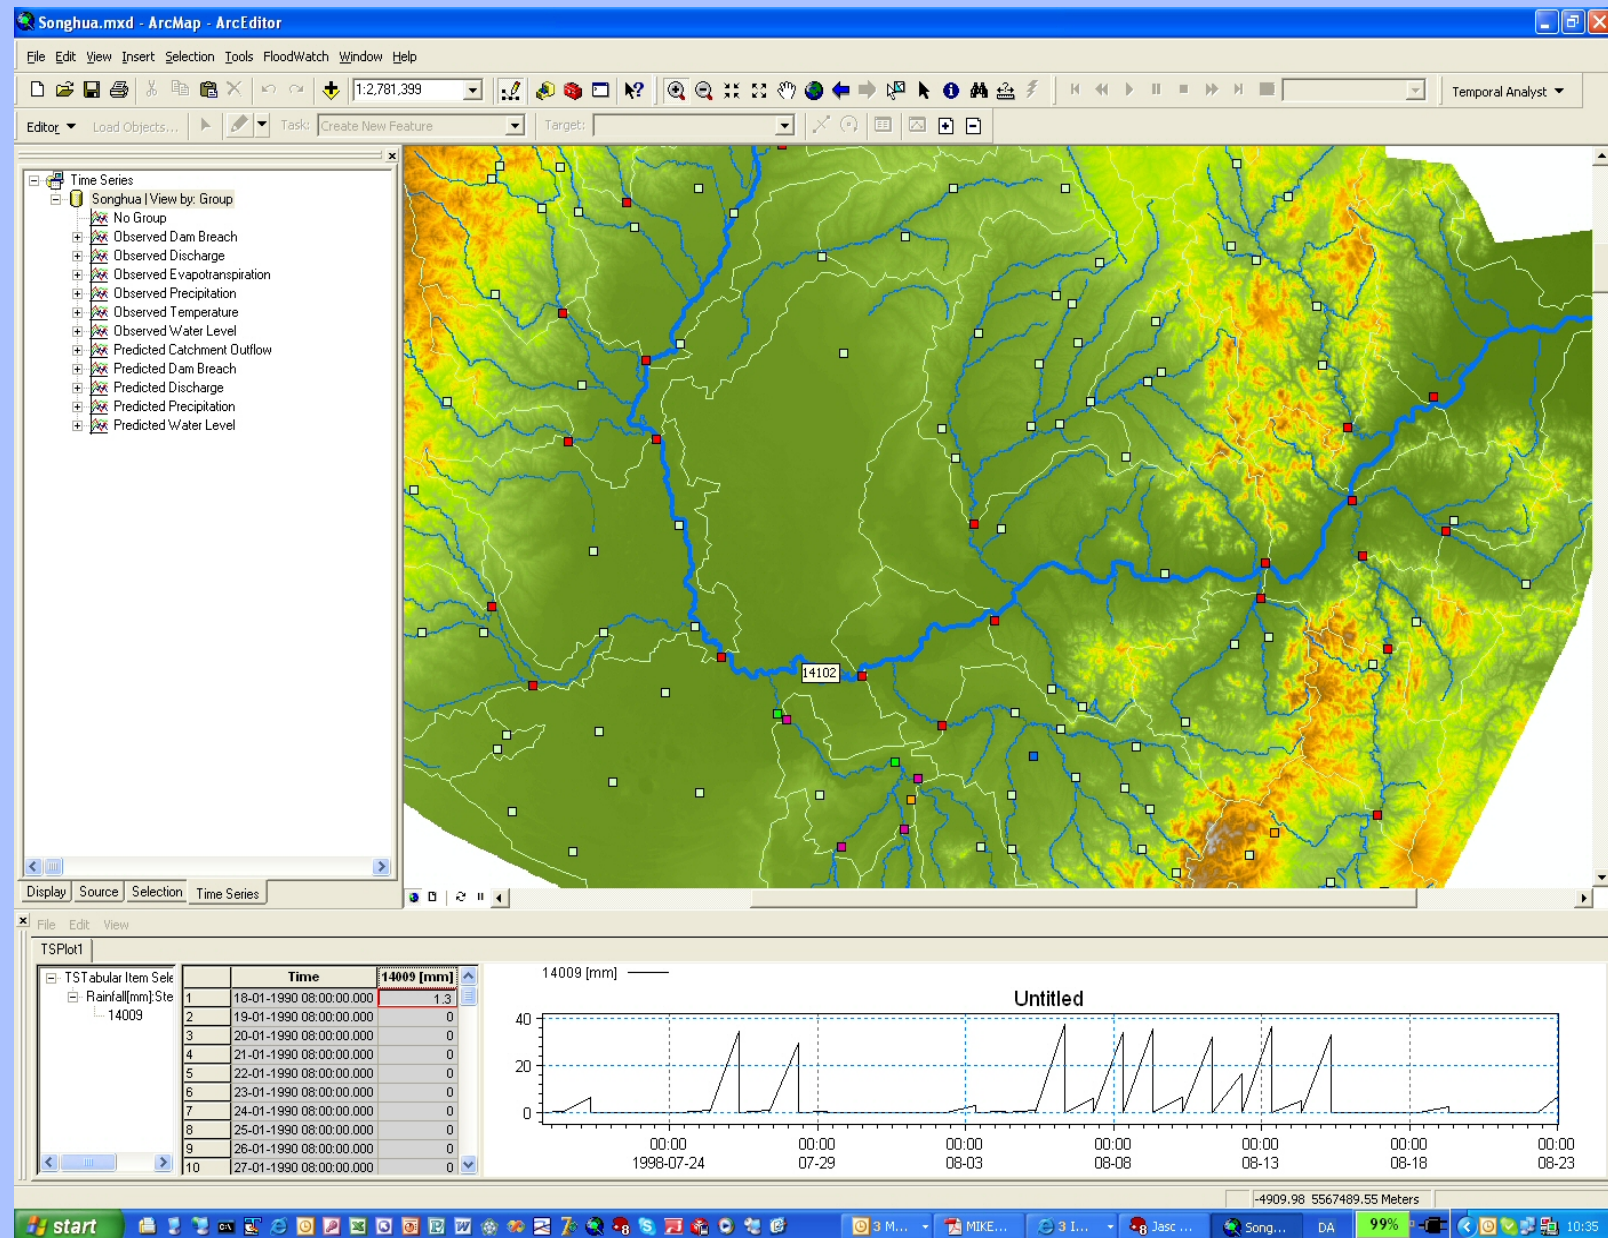 Songhua.mxd - ArcMap - ArcEditor
File Edit View Insert Selection Tools FloodWatch Window Help
1:2,781,399
Temporal Analyst
Editor Load Objects... Task: Create New Feature Target:
Time Series
Songhua | View by: Group
No Group
Observed Dam Breach
Observed Discharge
Observed Evapotranspiration
Observed Precipitation
Observed Temperature
Observed Water Level
Predicted Catchment Outflow
Predicted Dam Breach
Predicted Discharge
Predicted Precipitation
Predicted Water Level
14102
Display Source Selection Time Series
File Edit View
TSPlot1
TSTabular Item Sele
Rainfall[mm]:Ste
14009
Time 14009 [mm]
1 18-01-1990 08:00:00.000 1.3
2 19-01-1990 08:00:00.000 0
3 20-01-1990 08:00:00.000 0
4 21-01-1990 08:00:00.000 0
5 22-01-1990 08:00:00.000 0
6 23-01-1990 08:00:00.000 0
7 24-01-1990 08:00:00.000 0
8 25-01-1990 08:00:00.000 0
9 26-01-1990 08:00:00.000 0
10 27-01-1990 08:00:00.000 0
14009 [mm]
Untitled
40
20
0
00:00 00:00 00:00 00:00 00:00 00:00 00:00
1998-07-24 07-29 08-03 08-08 08-13 08-18 08-23
-4909.98 5567489.55 Meters
start 3 M... MIKE... 3 I... Jasc ... Song... DA 99% 10:35